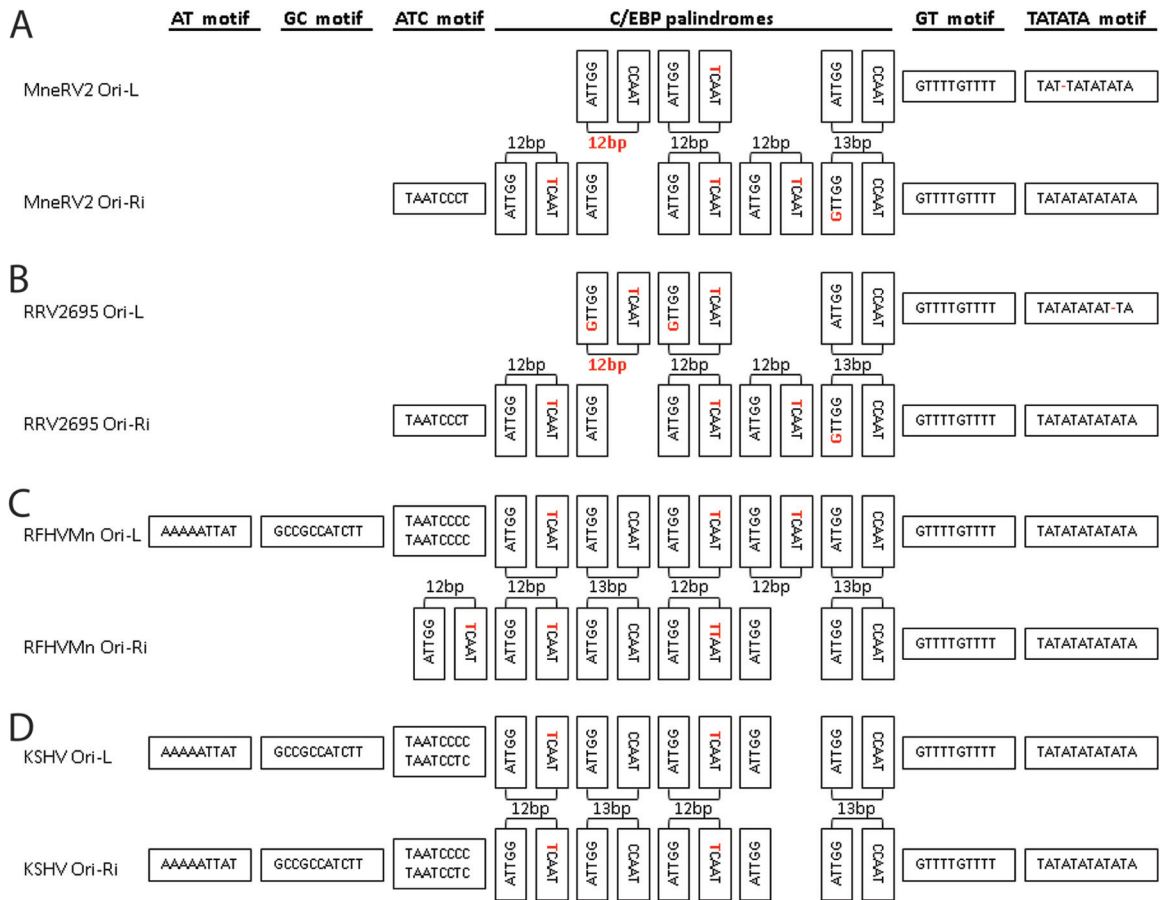 AT motif GC motif ATC motif C/EBP palindromes GT motif TATATA motif
A
MneRV2 Ori-L ATTGG CCAAT ATTGG TCAAT ATTGG CCAAT GTTTTGTTTT TAT-TATATATA
12bp 12bp 12bp 12bp 13bp
MneRV2 Ori-Ri TAATCCCT ATTGG TCAAT ATTGG ATTGG TCAAT ATTGG TCAAT GTTGG CCAAT GTTTTGTTTT TATATATATATA
B
RRV2695 Ori-L GTTGG TCAAT GTTGG TCAAT ATTGG CCAAT GTTTTGTTTT TATATATAT-TA
12bp 12bp 12bp 12bp 13bp
RRV2695 Ori-Ri TAATCCCT ATTGG TCAAT ATTGG ATTGG TCAAT ATTGG TCAAT GTTGG CCAAT GTTTTGTTTT TATATATATATA
C
RFHVMn Ori-L AAAAATTAT GCCGCCATCTT TAATCCCC TAATCCCC ATTGG TCAAT ATTGG CCAAT ATTGG TCAAT ATTGG TCAAT ATTGG CCAAT GTTTTGTTTT TATATATATATA
12bp 12bp 13bp 12bp 12bp 13bp
RFHVMn Ori-Ri ATTGG TCAAT ATTGG TCAAT ATTGG CCAAT ATTGG TTAAT ATTGG ATTGG CCAAT GTTTTGTTTT TATATATATATA
D
KSHV Ori-L AAAAATTAT GCCGCCATCTT TAATCCCC TAATCCTC ATTGG TCAAT ATTGG CCAAT ATTGG TCAAT ATTGG ATTGG CCAAT GTTTTGTTTT TATATATATATA
12bp 13bp 12bp 13bp
KSHV Ori-Ri AAAAATTAT GCCGCCATCTT TAATCCCC TAATCCTC ATTGG TCAAT ATTGG CCAAT ATTGG TCAAT ATTGG ATTGG CCAAT GTTTTGTTTT TATATATATATA